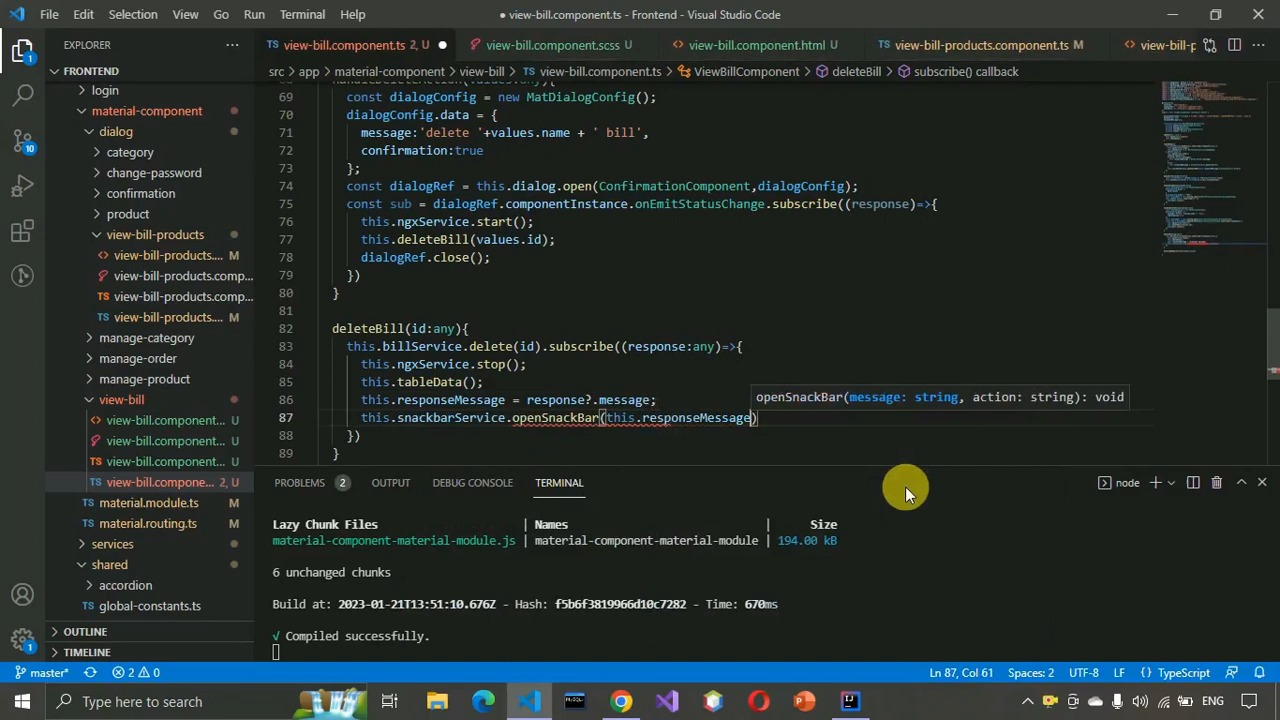 File Edit Selection View Go Run Terminal Help
● view-bill.component.ts - Frontend - Visual Studio Code
EXPLORER
FRONTEND
login
material-component
dialog
category
change-password
confirmation
product
view-bill-products
view-bill-products....  M
view-bill-products.comp...
view-bill-products.comp...
view-bill-products....  M
manage-category
manage-order
manage-product
view-bill
view-bill.component...  U
view-bill.component...  U
view-bill.component...  U
view-bill.compone...  2, U
material.module.ts
material.routing.ts
services
shared
accordion
global-constants.ts
OUTLINE
TIMELINE
TS view-bill.component.ts 2, U ● view-bill.component.scss U view-bill.component.html U TS view-bill-products.component.ts M view-bill-p
src > app > material-component > view-bill > TS view-bill.component.ts > ViewBillComponent > deleteBill > subscribe() callback
69 const dialogConfig = new MatDialogConfig();
70 dialogConfig.data = {
71 message:'delete '+values.name + ' bill',
72 confirmation:true
73 };
74 const dialogRef = this.dialog.open(ConfirmationComponent,dialogConfig);
75 const sub = dialogRef.componentInstance.onEmitStatusChange.subscribe((response)=>{
76 this.ngxService.start();
77 this.deleteBill(values.id);
78 dialogRef.close();
79 })
80 }
81
82 deleteBill(id:any){
83 this.billService.delete(id).subscribe((response:any)=>{
84 this.ngxService.stop();
85 this.tableData();
86 this.responseMessage = response?.message;
openSnackBar(message: string, action: string): void
87 this.snackbarService.openSnackBar(this.responseMessage)
88 })
89 }
PROBLEMS 2 OUTPUT DEBUG CONSOLE TERMINAL node
Lazy Chunk Files | Names | Size
material-component-material-module.js | material-component-material-module | 194.00 kB
6 unchanged chunks
Build at: 2023-01-21T13:51:10.676Z - Hash: f5b6f3819966d10c7282 - Time: 670ms
√ Compiled successfully.
master* 2 0 Ln 87, Col 61 Spaces: 2 UTF-8 LF {} TypeScript
Type here to search ENG